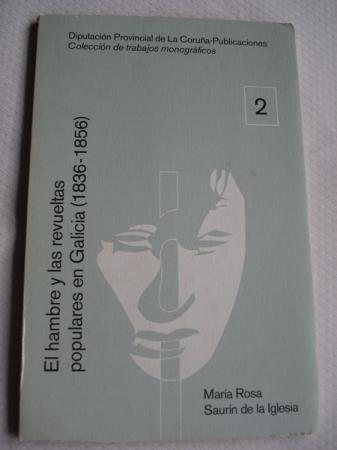 Diputación Provincial de La Coruña-Publicaciones
Colección de trabajos monográficos
2
El hambre y las revueltas
populares en Galicia (1836-1856)
María Rosa
Saurín de la Iglesia